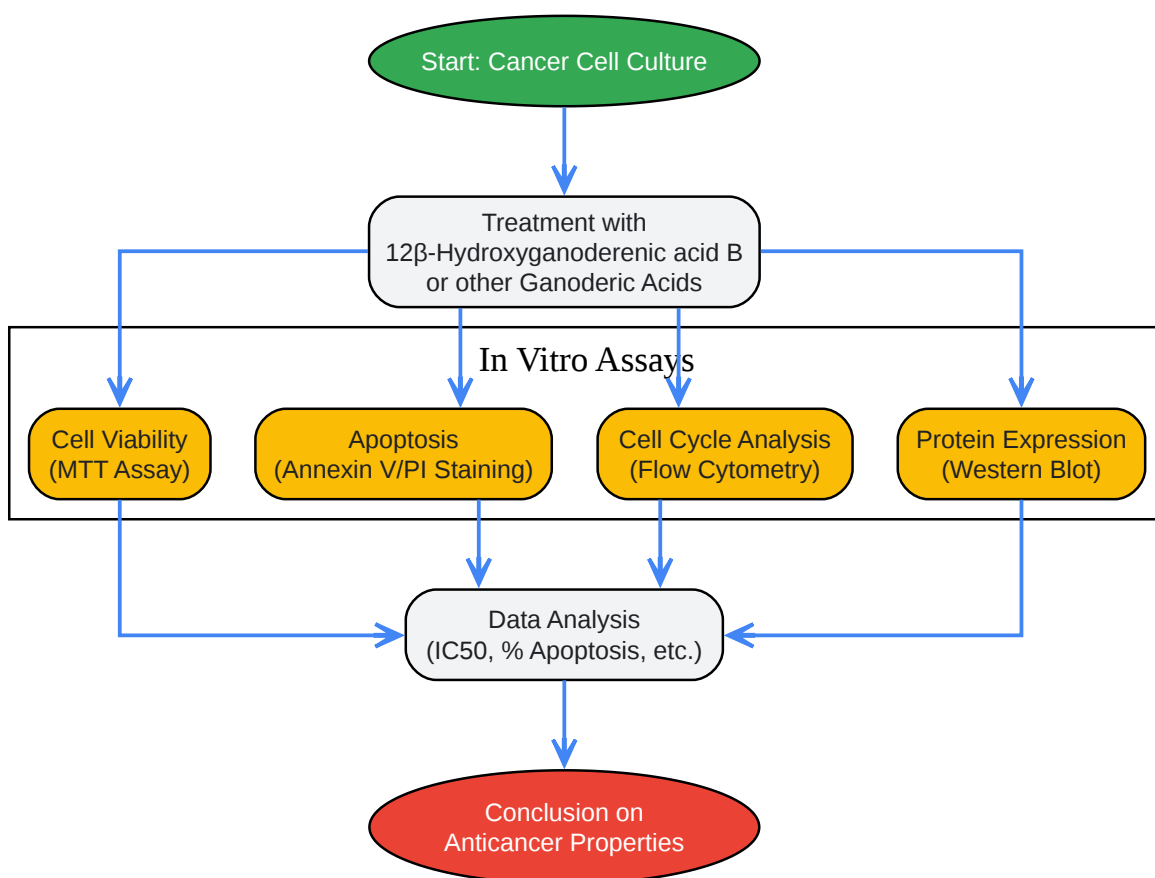 Start: Cancer Cell Culture
Treatment with
12β-Hydroxyganoderenic acid B
or other Ganoderic Acids
In Vitro Assays
Cell Viability
(MTT Assay)
Apoptosis
(Annexin V/PI Staining)
Cell Cycle Analysis
(Flow Cytometry)
Protein Expression
(Western Blot)
Data Analysis
(IC50, % Apoptosis, etc.)
Conclusion on
Anticancer Properties